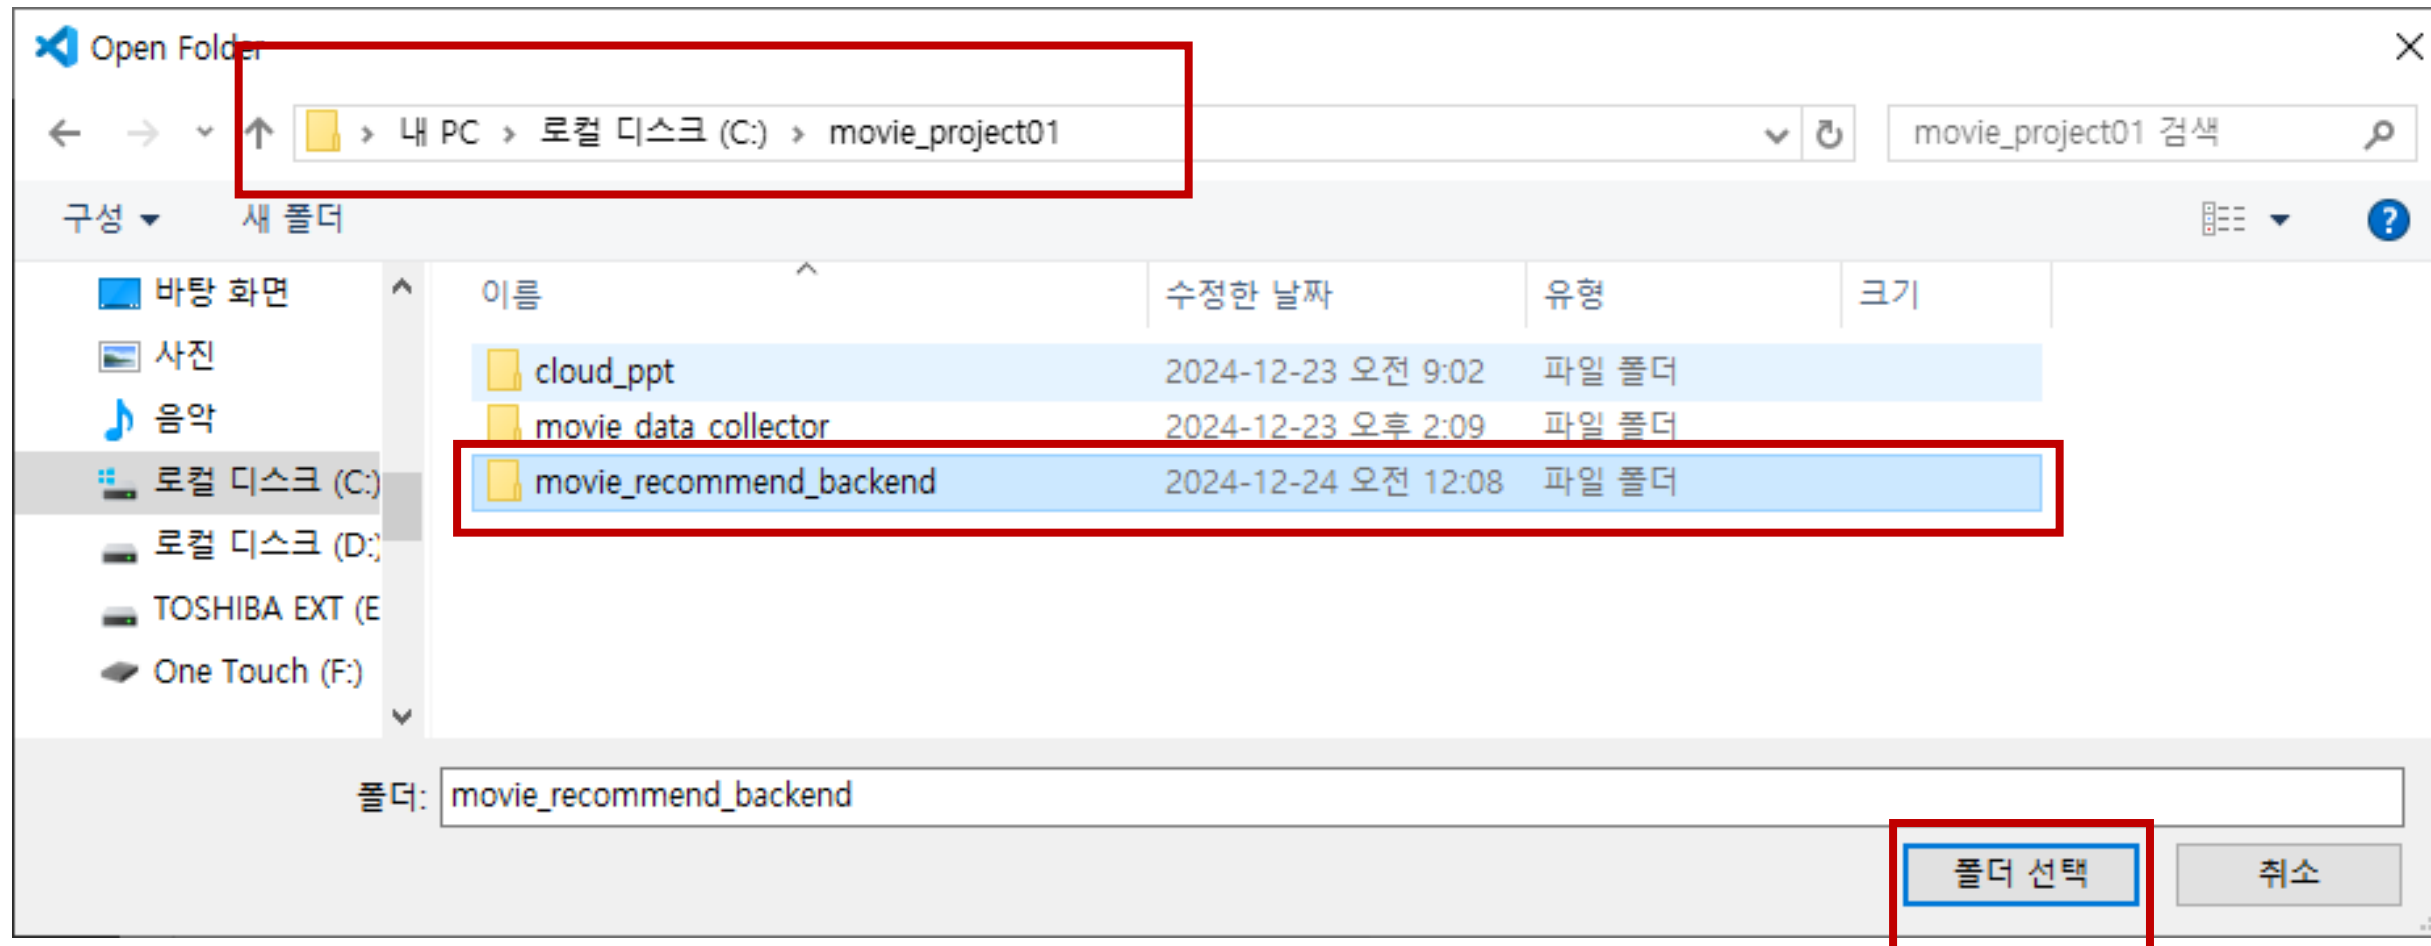 Open Folder
내 PC › 로컬 디스크 (C:) › movie_project01
movie_project01 검색
구성
새 폴더
바탕 화면
사진
음악
로컬 디스크 (C:)
로컬 디스크 (D:)
TOSHIBA EXT (E
One Touch (F:)
이름 수정한 날짜 유형 크기
cloud_ppt 2024-12-23 오전 9:02 파일 폴더
movie_data_collector 2024-12-23 오후 2:09 파일 폴더
movie_recommend_backend 2024-12-24 오전 12:08 파일 폴더
폴더: movie_recommend_backend
폴더 선택
취소